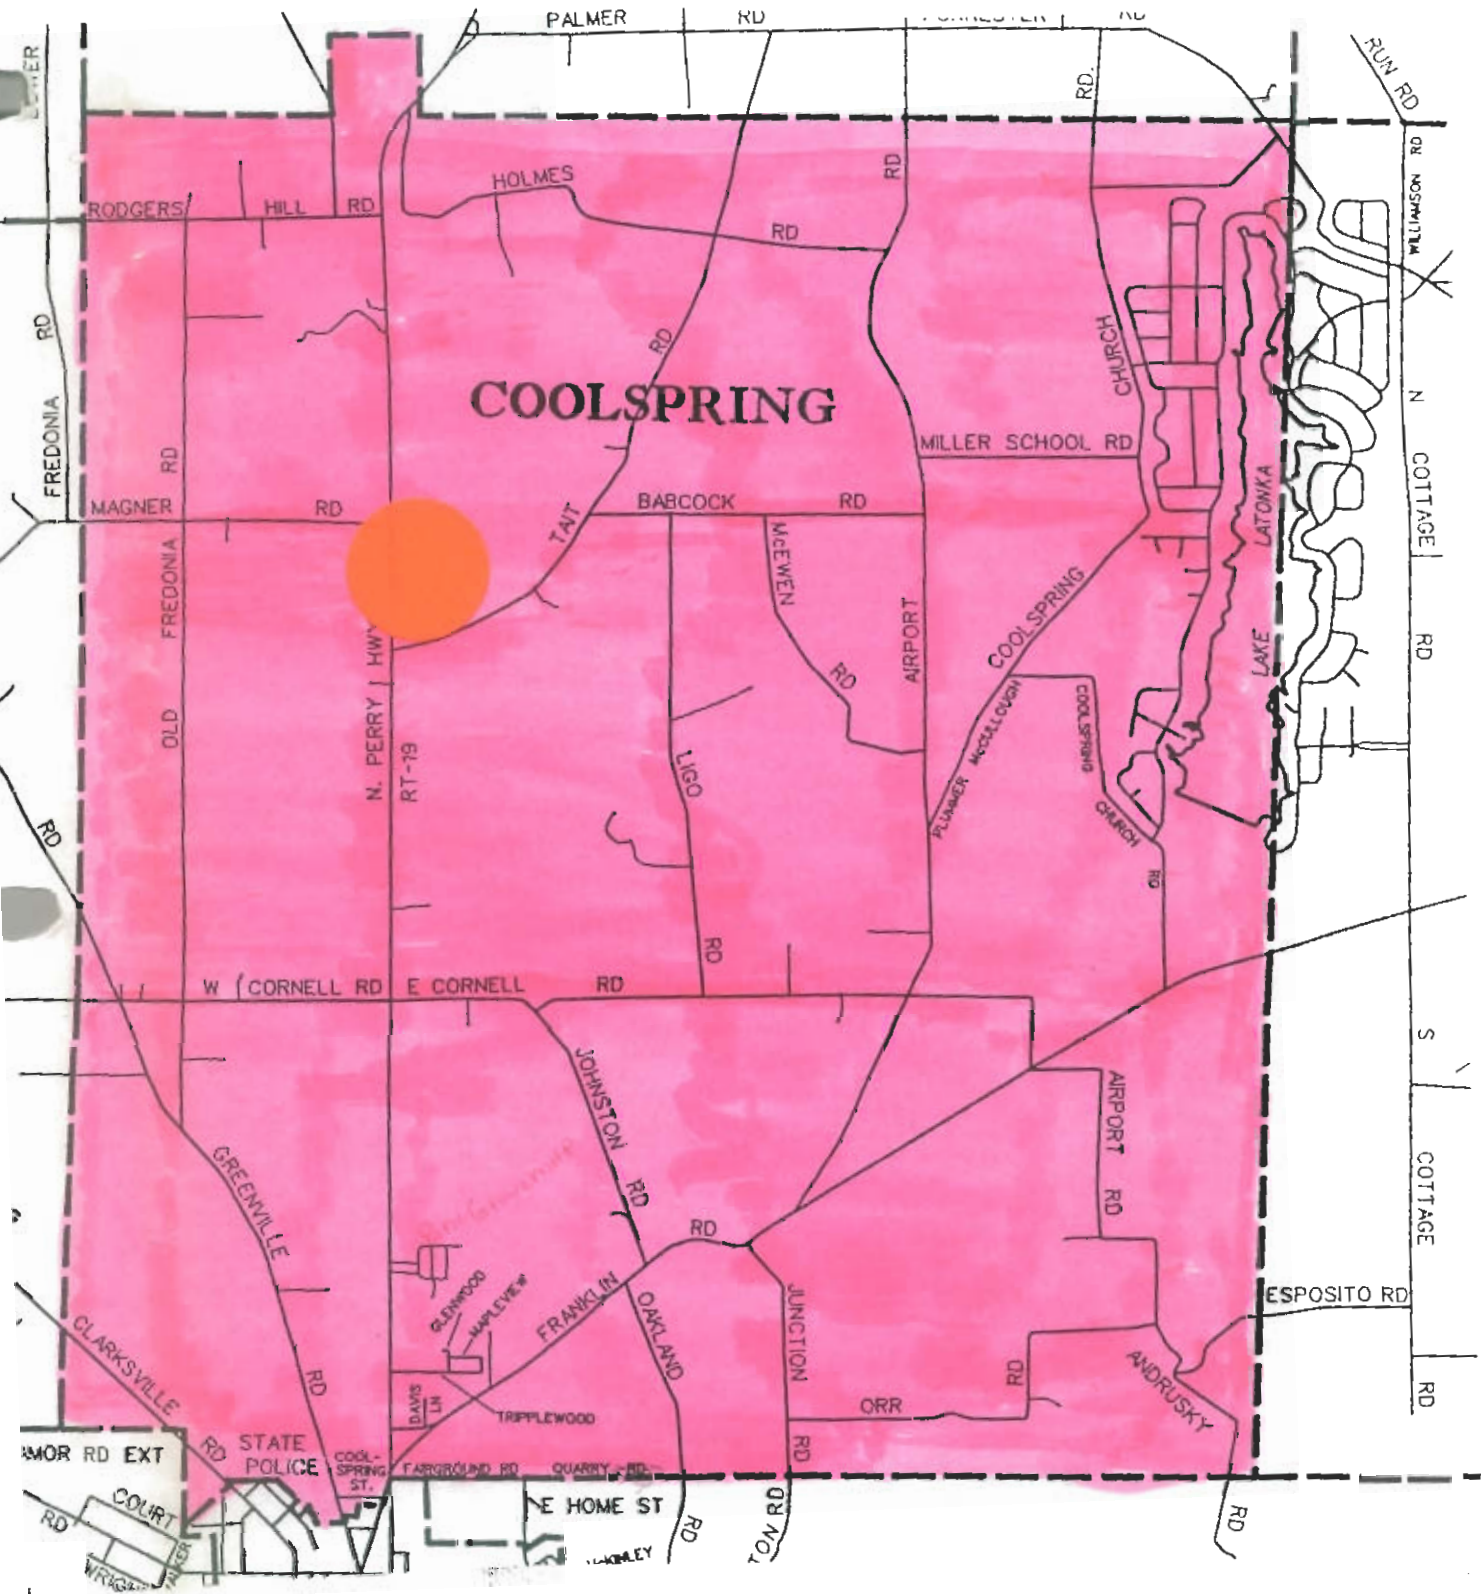 PALMER RD
RD
RD.
RUN RD
WILLIAMSON RD
RODGERS HILL RD
HOLMES RD
RD
RD
FREDONIA
CHURCH
COOLSPRING
N COTTAGE RD
MILLER SCHOOL RD
RD
MAGNER RD
BABCOCK RD
TAIT
McEWEN
RD
LATONKA
LAKE
OLD FREDONIA
AIRPORT
COOLSPRING
N. PERRY HWY
RT-19
PLUMMER McCULLOUGH
COOLSPRING
CHURCH
RD
LIGO
RD
RD
W CORNELL RD
E CORNELL RD
S COTTAGE RD
JOHNSTON
RD
AIRPORT
RD
GREENVILLE
RD
RD
ESPOSITO RD
GLENWOOD
MAPLEVIEW
FRANKLIN
OAKLAND
JUNCTION
RD
CLARKSVILLE
RD
DAVIS
LN
TRIPPLEWOOD
ORR
RD
ANDRUSKY
RD EXT
STATE
POLICE
COOL-
SPRING
ST.
FAIRGROUND RD
QUARRY RD
COURT
RD
E HOME ST
RD
TON RD
RD